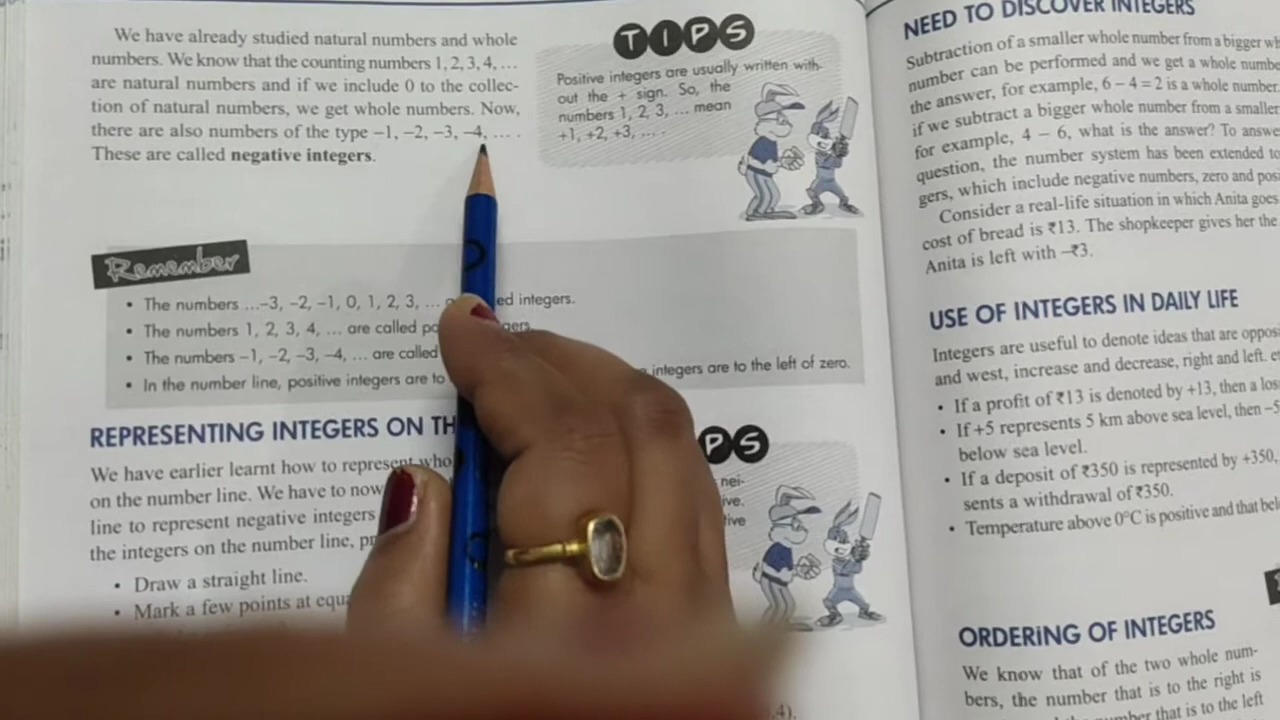 We have already studied natural numbers and whole
numbers. We know that the counting numbers 1, 2, 3, 4, ...
are natural numbers and if we include 0 to the collec-
tion of natural numbers, we get whole numbers. Now,
there are also numbers of the type −1, −2, −3, −4, ... .
These are called negative integers.
TIPS
Positive integers are usually written with-
out the + sign. So, the
numbers 1, 2, 3, ... mean
+1, +2, +3, ... .
Remember
• The numbers ...−3, −2, −1, 0, 1, 2, 3, ... ed integers.
• The numbers 1, 2, 3, 4, ... are called gers.
• The numbers −1, −2, −3, −4, ... are called
• In the number line, positive integers are to integers are to the left of zero.
REPRESENTING INTEGERS ON
We have earlier learnt how to represent
on the number line. We have to now
line to represent negative integers
the integers on the number line,
• Draw a straight line.
• Mark a few points at
PS
nei-
ive.
tive
,4).
NEED TO DISCOVER INTEGERS
Subtraction of a smaller whole number from a bigger
number can be performed and we get a whole
the answer, for example, 6 − 4 = 2 is a whole number.
if we subtract a bigger whole number from a smaller
for example, 4 − 6, what is the answer? To
question, the number system has been extended to
gers, which include negative numbers, zero and
Consider a real-life situation in which Anita goes
cost of bread is ₹13. The shopkeeper gives her the
Anita is left with −₹3.
USE OF INTEGERS IN DAILY LIFE
Integers are useful to denote ideas that are
and west, increase and decrease, right and left.
• If a profit of ₹13 is denoted by +13, then a
• If +5 represents 5 km above sea level, then
below sea level.
• If a deposit of ₹350 is represented by +350,
sents a withdrawal of ₹350.
• Temperature above 0°C is positive and that
ORDERING OF INTEGERS
We know that of the two whole num-
bers, the number that is to the right is
number that is to the left